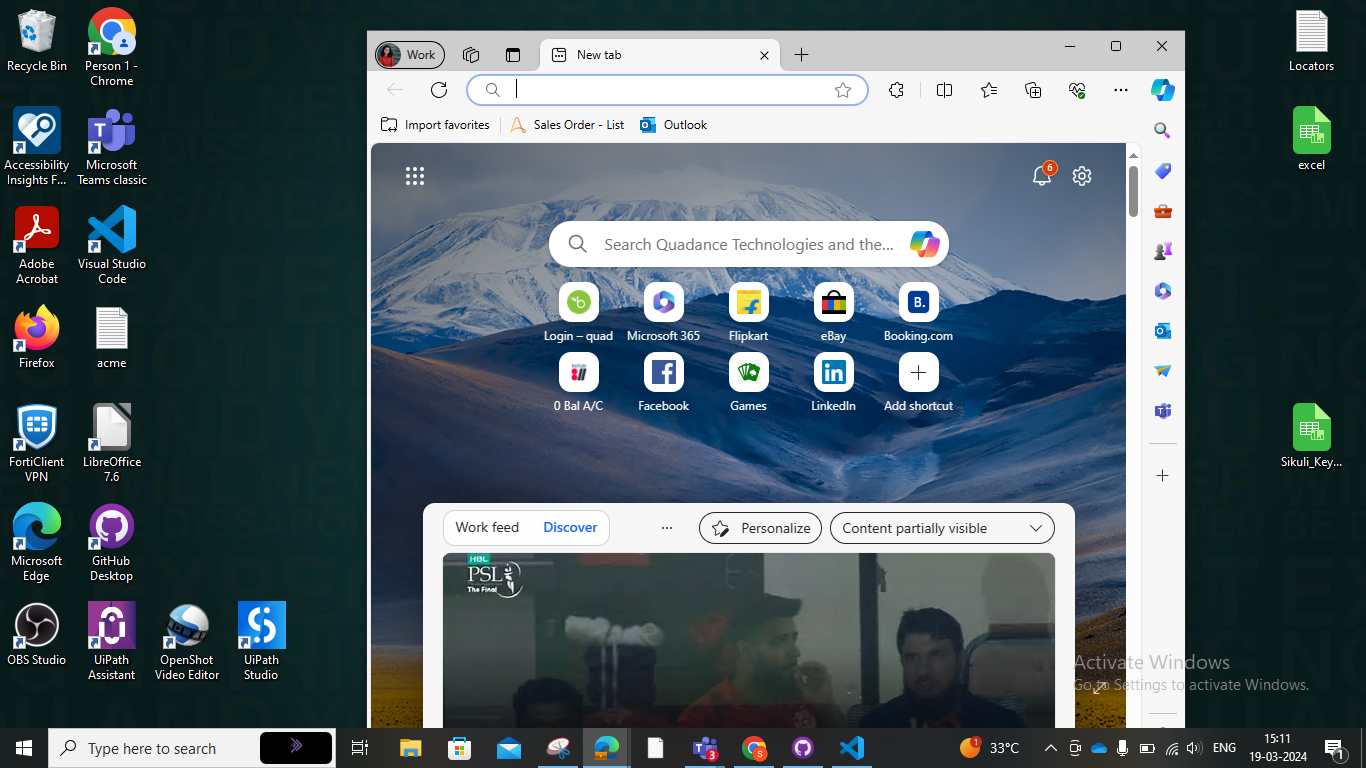 Recycle Bin
Person 1 -
Chrome
Accessibility
Insights F...
Microsoft
Teams classic
Adobe
Acrobat
Visual Studio
Code
Firefox
acme
FortiClient
VPN
LibreOffice
7.6
Microsoft
Edge
GitHub
Desktop
OBS Studio
UiPath
Assistant
OpenShot
Video Editor
UiPath
Studio
Work
New tab
Import favorites
Sales Order - List
Outlook
6
Search Quadance Technologies and the...
Login – quad
Microsoft 365
Flipkart
eBay
B.
Booking.com
0 Bal A/C
Facebook
Games
LinkedIn
Add shortcut
Work feed
Discover
Personalize
Content partially visible
HBL
PSL
The Final
Locators
excel
Sikuli_Key...
Activate Windows
Go to Settings to activate Windows.
Type here to search
3
S
1
33°C
ENG
15:11
19-03-2024
1